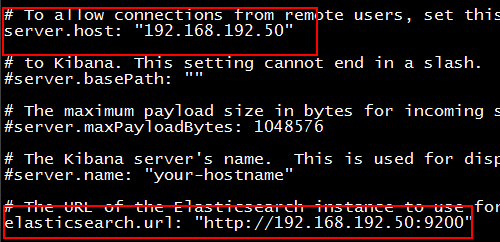 # To allow connections from remote users, set this
server.host: "192.168.192.50"
# to Kibana. This setting cannot end in a slash.
#server.basePath: ""
# The maximum payload size in bytes for incoming s
#server.maxPayloadBytes: 1048576
# The Kibana server's name.  This is used for disp
#server.name: "your-hostname"
# The URL of the Elasticsearch instance to use for
elasticsearch.url: "http://192.168.192.50:9200"